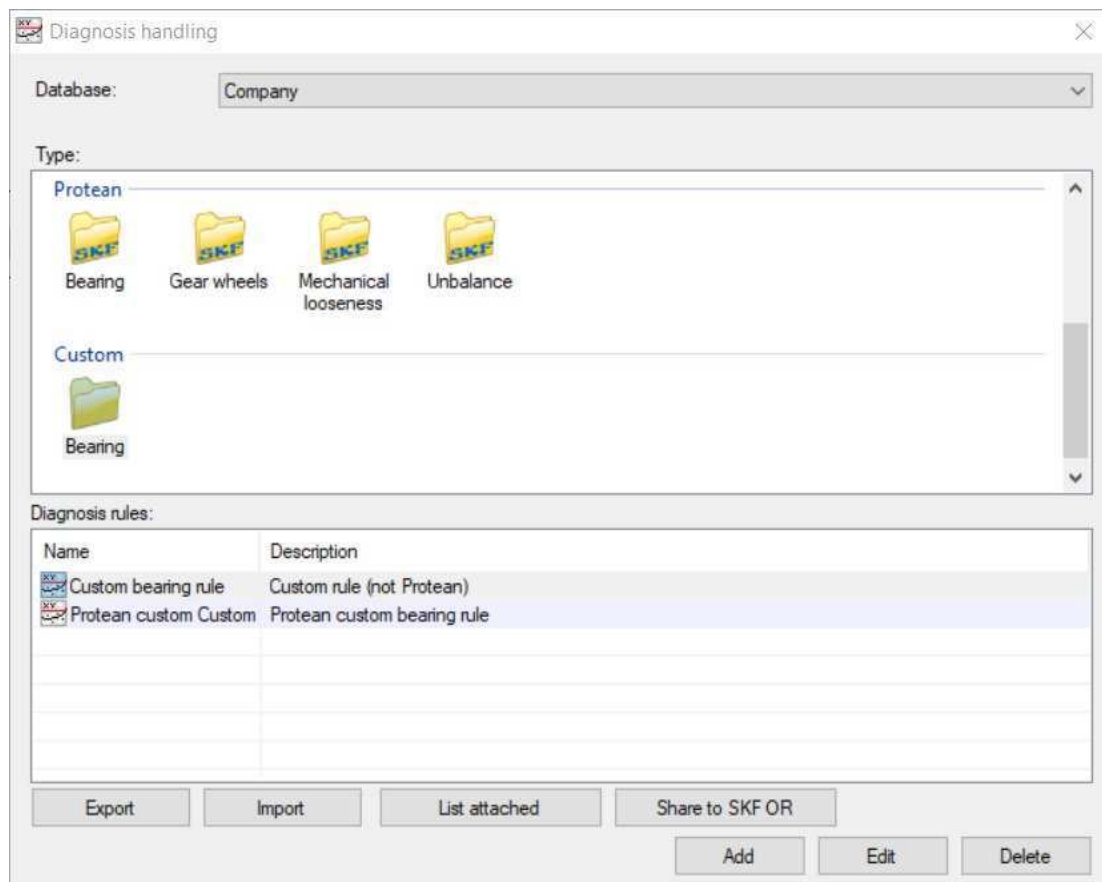 Diagnosis handling
Database: Company
Type:
Protean
SKF SKF SKF SKF
Bearing Gear wheels Mechanical looseness Unbalance
Custom
Bearing
Diagnosis rules:
Name Description
Custom bearing rule Custom rule (not Protean)
Protean custom Custom Protean custom bearing rule
Export Import List attached Share to SKF OR
Add Edit Delete